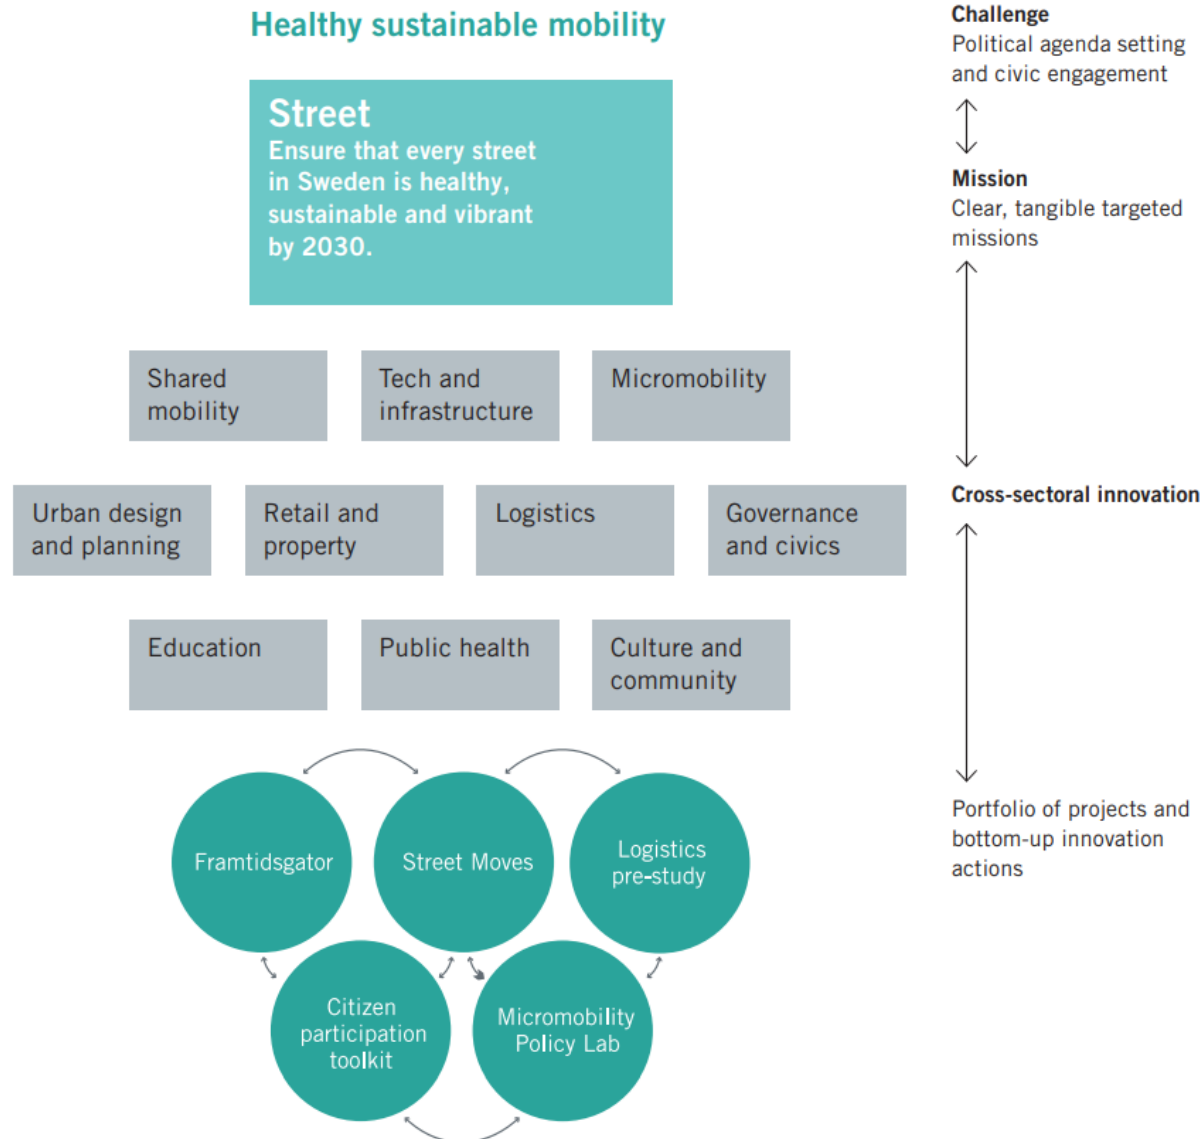 Healthy sustainable mobility
Street
Ensure that every street
in Sweden is healthy,
sustainable and vibrant
by 2030.
Shared
mobility
Tech and
infrastructure
Micromobility
Urban design
and planning
Retail and
property
Logistics
Governance
and civics
Education
Public health
Culture and
community
Framtidsgator
Street Moves
Logistics
pre-study
Citizen
participation
toolkit
Micromobility
Policy Lab
Challenge
Political agenda setting
and civic engagement
Mission
Clear, tangible targeted
missions
Cross-sectoral innovation
Portfolio of projects and
bottom-up innovation
actions